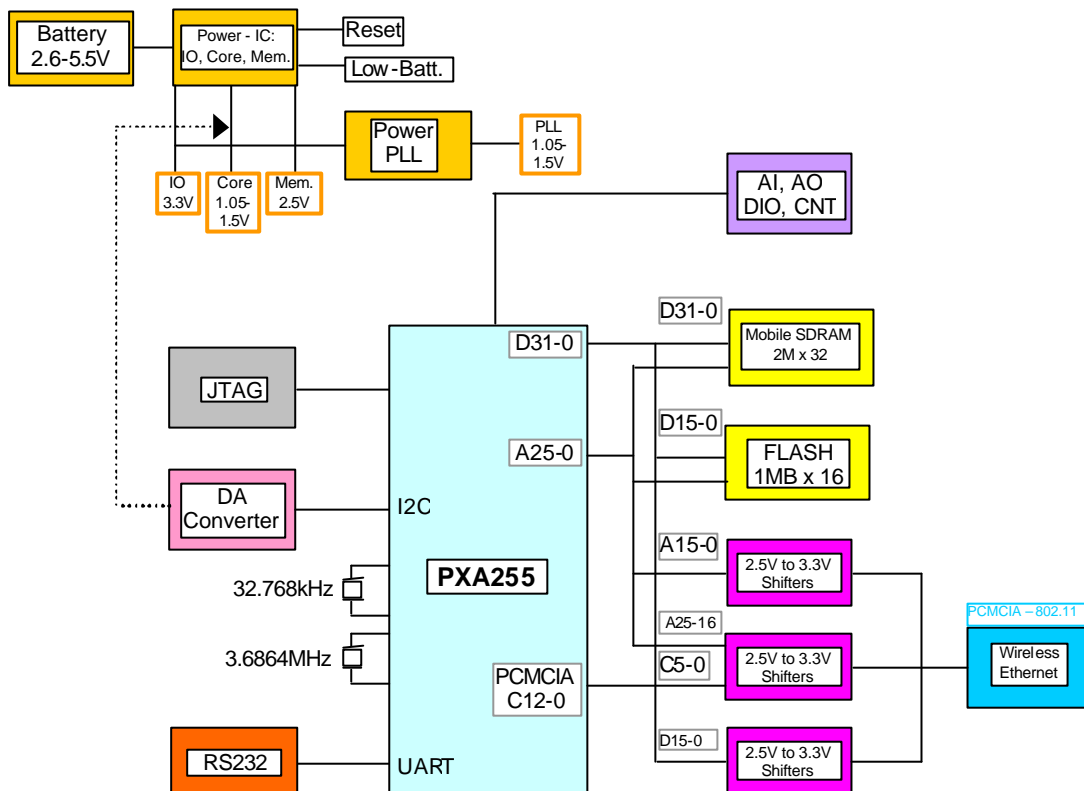 Battery
2.6-5.5V
Power - IC:
IO, Core, Mem.
Reset
Low-Batt.
Power
PLL
PLL
1.05-
1.5V
IO
3.3V
Core
1.05-
1.5V
Mem.
2.5V
AI, AO
DIO, CNT
D31-0
D31-0
Mobile SDRAM
2M x 32
JTAG
D15-0
A25-0
FLASH
1MB x 16
DA
Converter
I2C
A15-0
2.5V to 3.3V
Shifters
32.768kHz
PXA255
PCMCIA – 802.11
A25-16
3.6864MHz
PCMCIA
C12-0
C5-0
2.5V to 3.3V
Shifters
Wireless
Ethernet
D15-0
2.5V to 3.3V
Shifters
RS232
UART